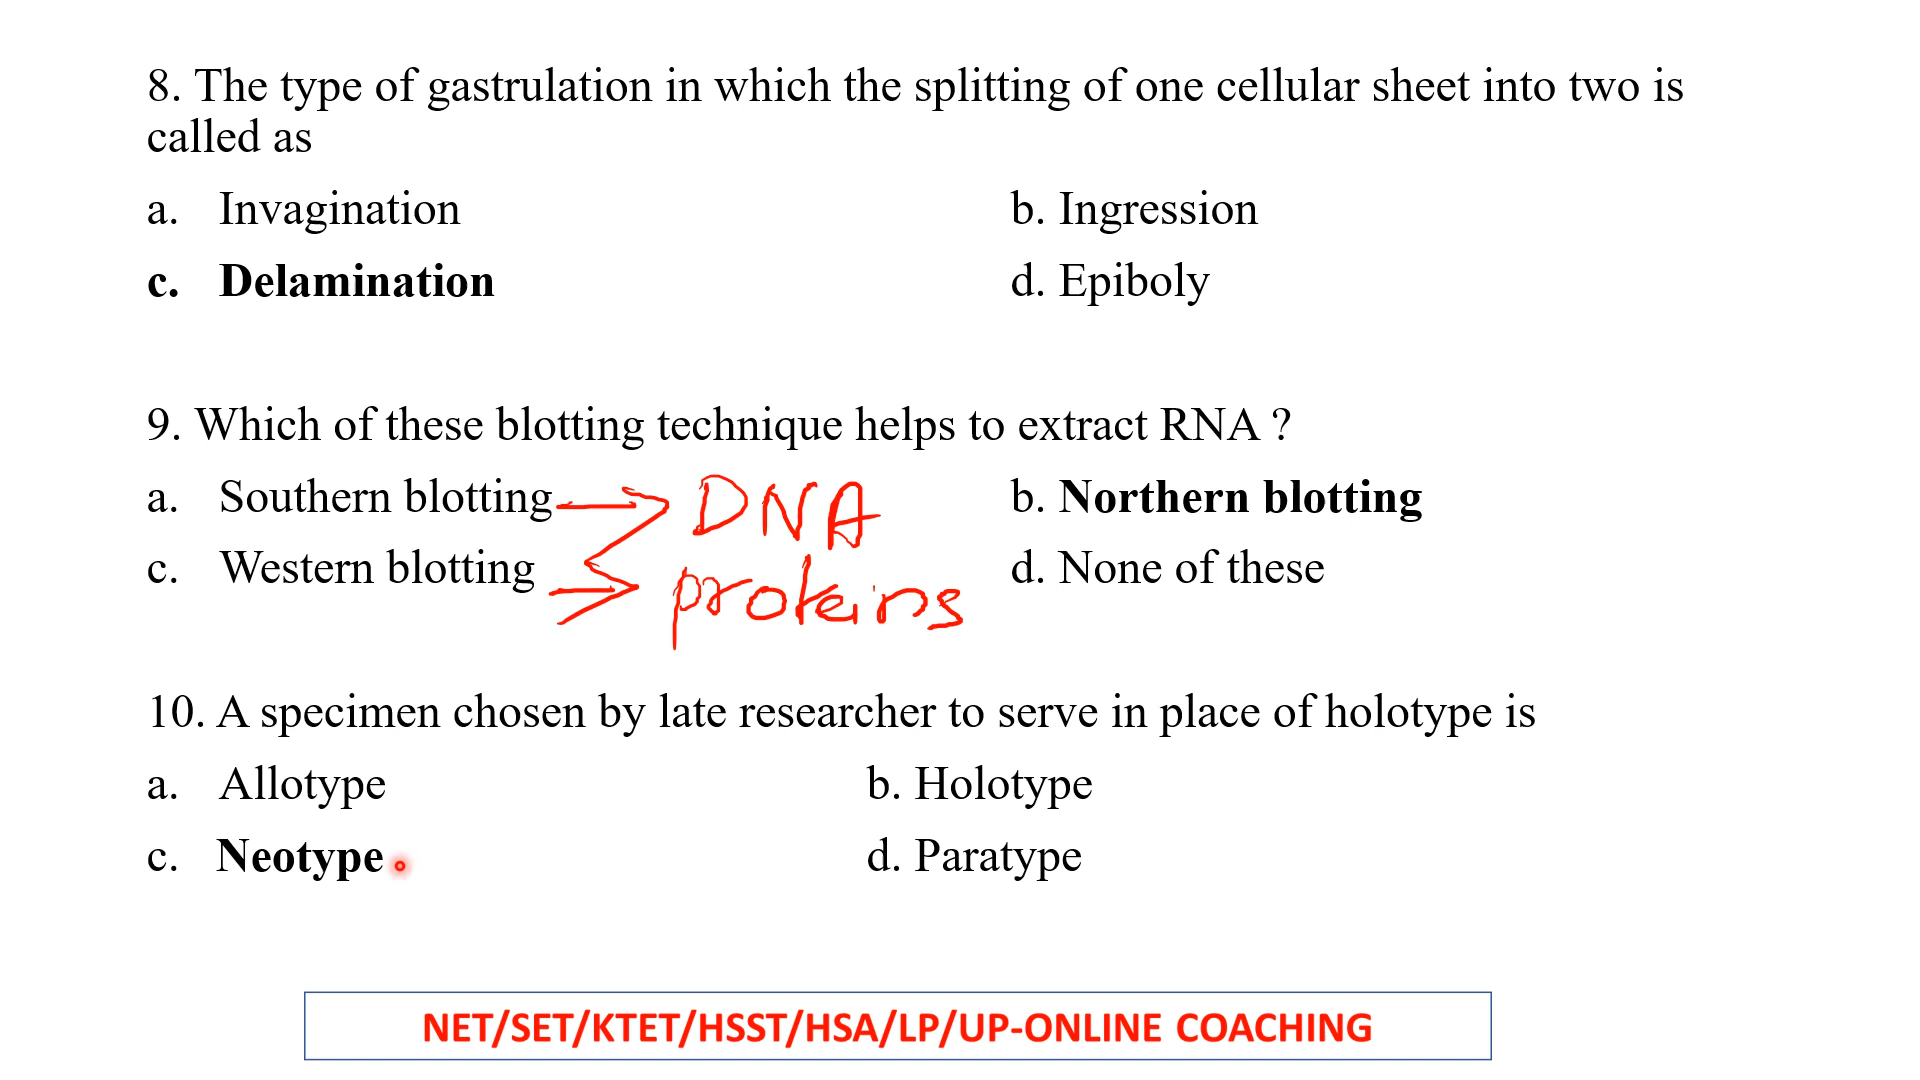 8. The type of gastrulation in which the splitting of one cellular sheet into two is
called as
a. Invagination b. Ingression
c. Delamination d. Epiboly
9. Which of these blotting technique helps to extract RNA ?
a. Southern blotting DNA b. Northern blotting
c. Western blotting proteins d. None of these
10. A specimen chosen by late researcher to serve in place of holotype is
a. Allotype b. Holotype
c. Neotype d. Paratype
NET/SET/KTET/HSST/HSA/LP/UP-ONLINE COACHING